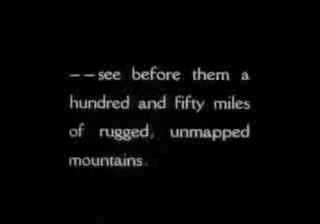 ——see before them a
hundred and fifty miles
of rugged, unmapped
mountains.